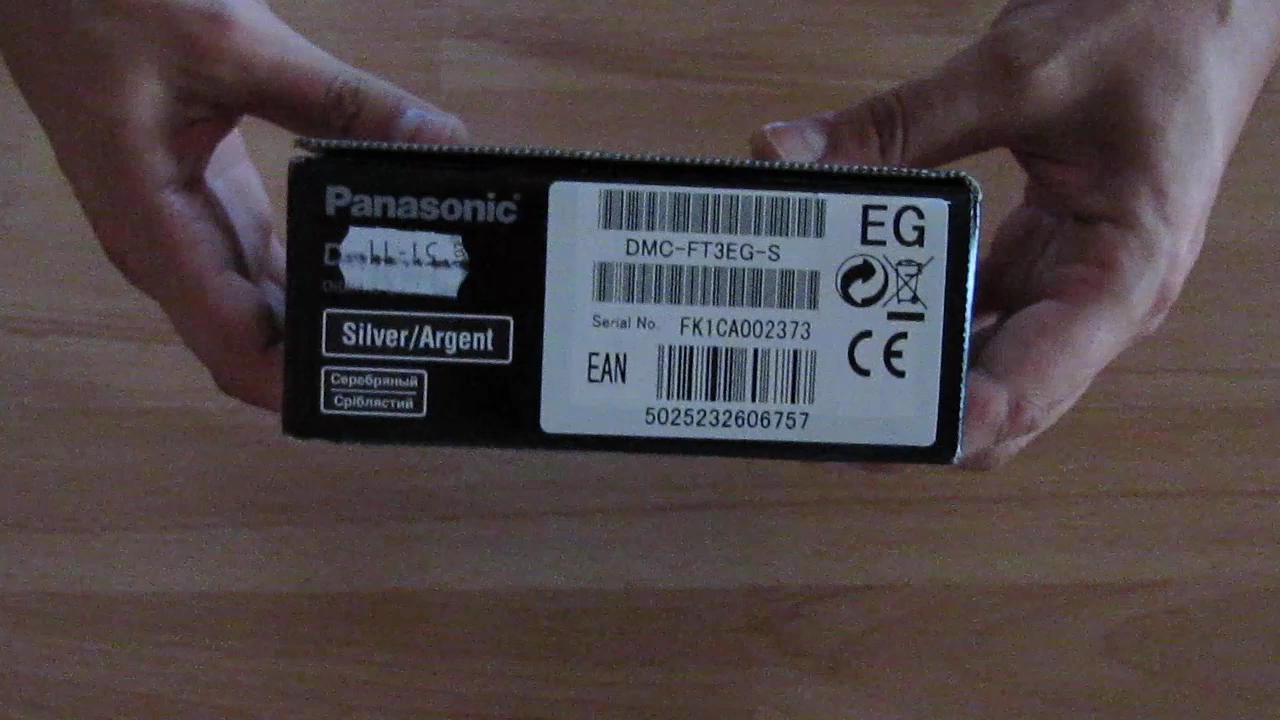 Panasonic
Silver/Argent
Серебряный
Сріблястий
EG
DMC-FT3EG-S
Serial No. FK1CA002373
CE
EAN
5025232606757